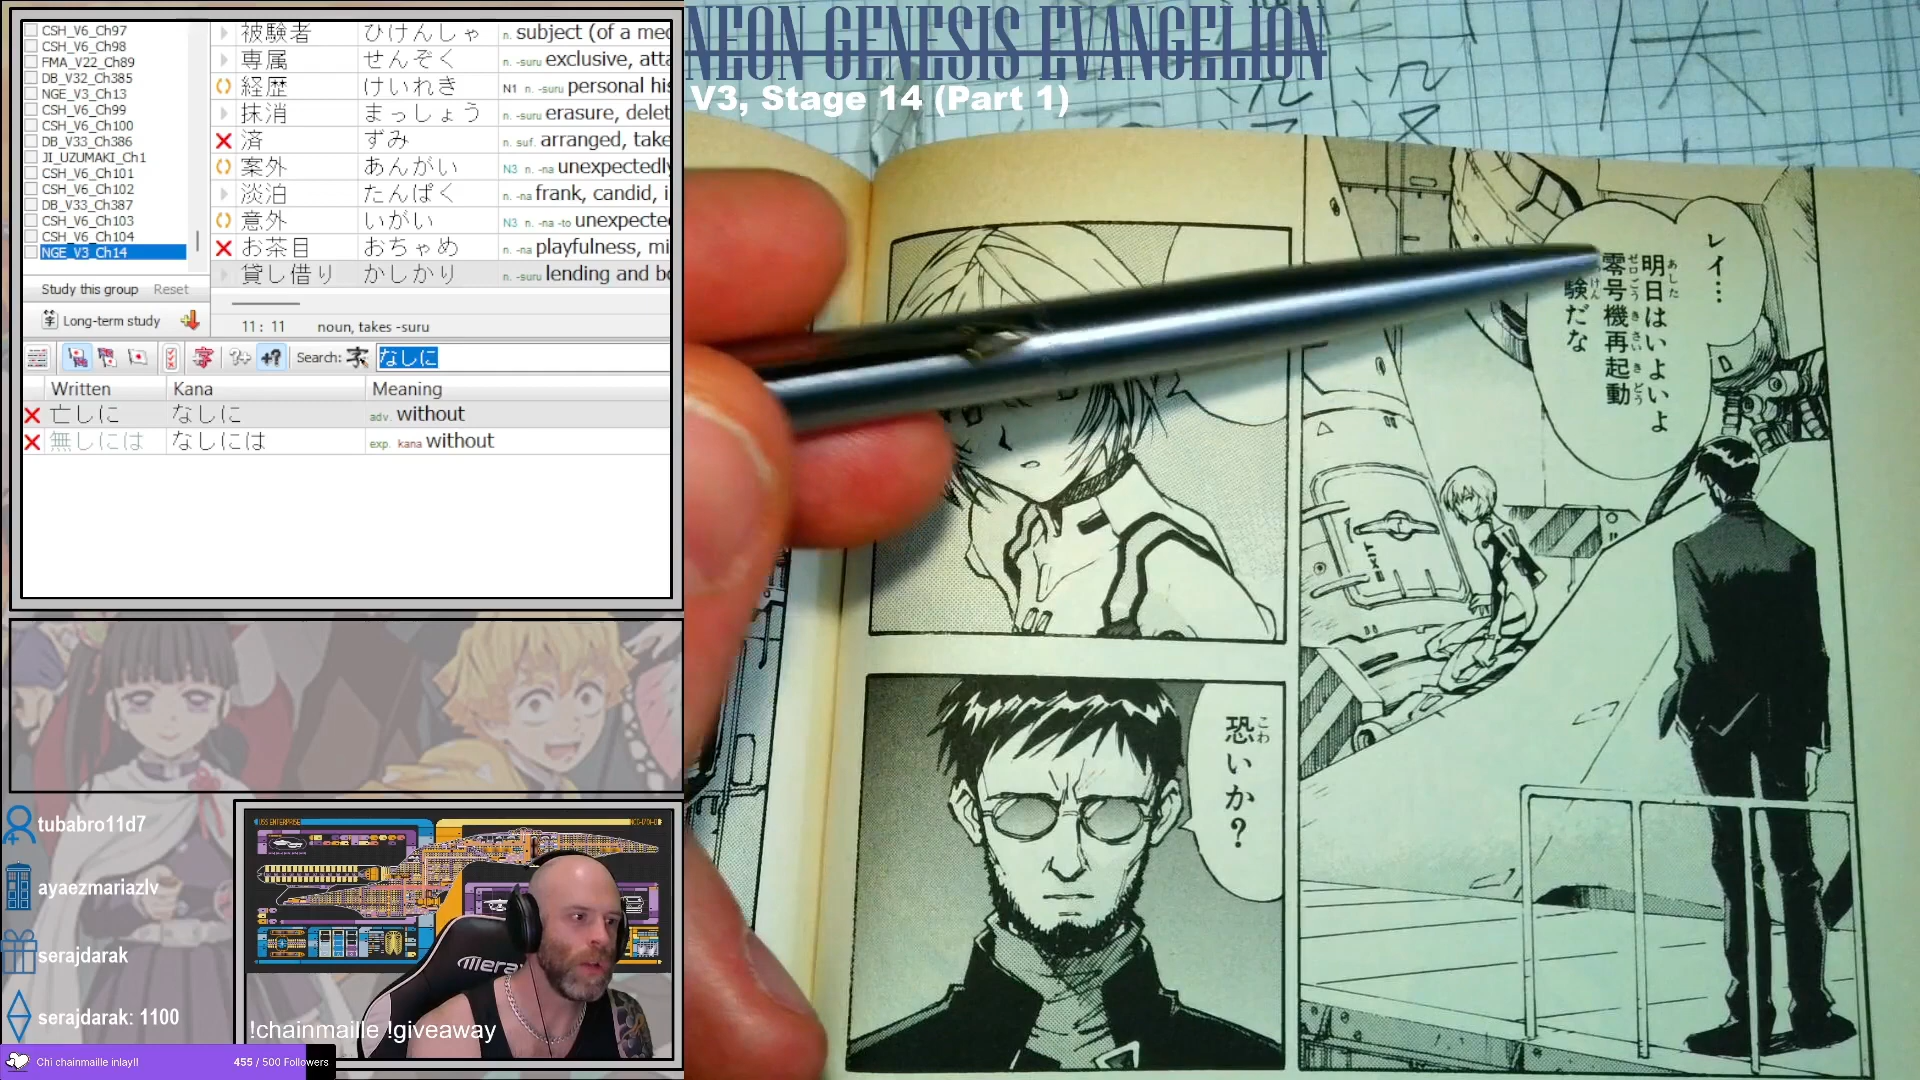 CSH_V6_Ch97
CSH_V6_Ch98
FMA_V22_Ch89
DB_V32_Ch385
NGE_V3_Ch13
CSH_V6_Ch99
CSH_V6_Ch100
DB_V33_Ch386
JI_UZUMAKI_Ch1
CSH_V6_Ch101
CSH_V6_Ch102
DB_V33_Ch387
CSH_V6_Ch103
CSH_V6_Ch104
NGE_V3_Ch14
Study this group Reset
Long-term study
被験者 ひけんしゃ n. subject (of a med
専属 せんぞく n. -suru exclusive, atta
経歴 けいれき N1 n. -suru personal his
抹消 まっしょう n. -suru erasure, delet
済 ずみ n. suf. arranged, take
案外 あんがい N3 n. -na unexpectedly
淡泊 たんぱく n. -na frank, candid, i
意外 いがい N3 n. -na -to unexpecte
お茶目 おちゃめ n. -na playfulness, mi
貸し借り かしかり n. -suru lending and bo
11: 11 noun, takes -suru
Search: なしに
Written Kana Meaning
亡しに なしに adv. without
無しには なしには exp. kana without
NEON GENESIS EVANGELION
V3, Stage 14 (Part 1)
レイ…
明日はいよいよ
零号機再起動
験だな
恐いか?
EXIT
tubabro11d7
ayaezmariazlv
serajdarak
serajdarak: 1100
USS ENTERPRISE
!chainmaille !giveaway
Chi chainmaille inlay!! 455 / 500 Followers